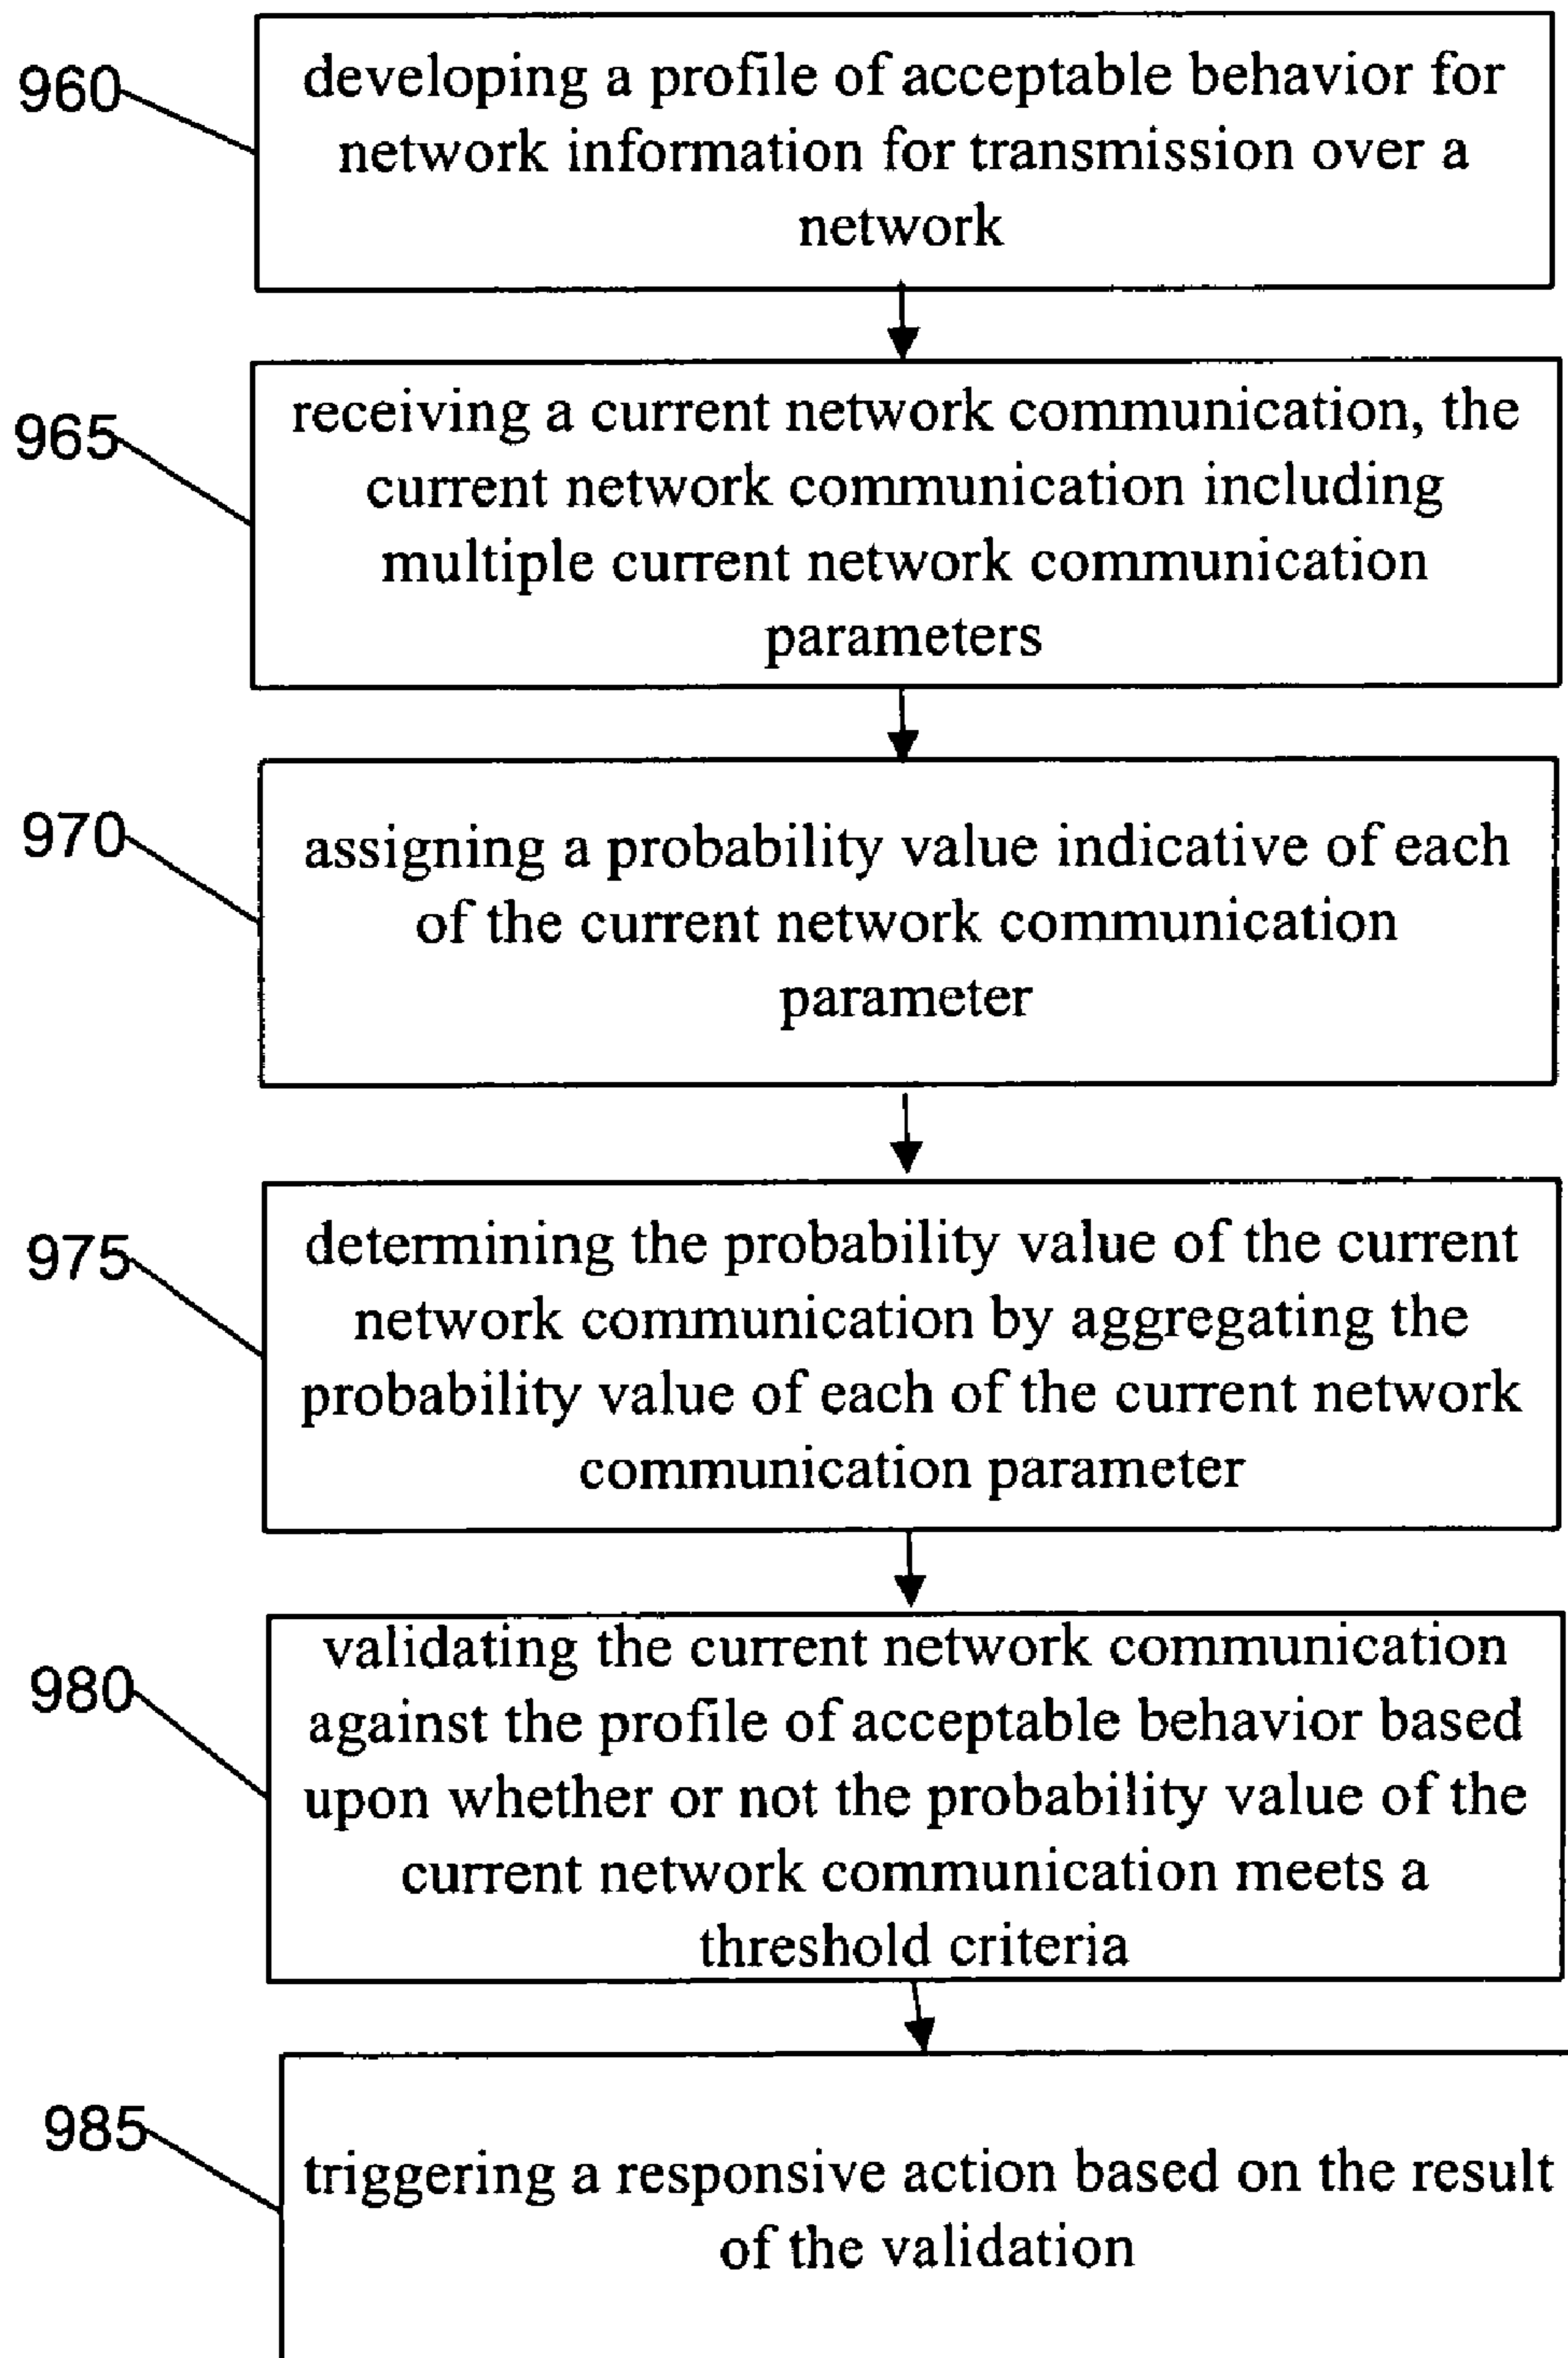 960
developing a profile of acceptable behavior for
network information for transmission over a
network
965
receiving a current network communication, the
current network communication including
multiple current network communication
parameters
970
assigning a probability value indicative of each
of the current network communication
parameter
975
determining the probability value of the current
network communication by aggregating the
probability value of each of the current network
communication parameter
980
validating the current network communication
against the profile of acceptable behavior based
upon whether or not the probability value of the
current network communication meets a
threshold criteria
985
triggering a responsive action based on the result
of the validation